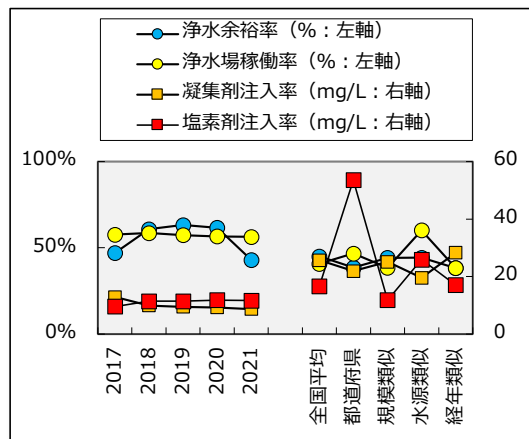 浄水余裕率（%：左軸）
浄水場稼働率（%：左軸）
凝集剤注入率（mg/L：右軸）
塩素剤注入率（mg/L：右軸）
100%
50%
0%
60
40
20
0
2017
2018
2019
2020
2021
全国平均
都道府県
規模類似
水源類似
経年類似